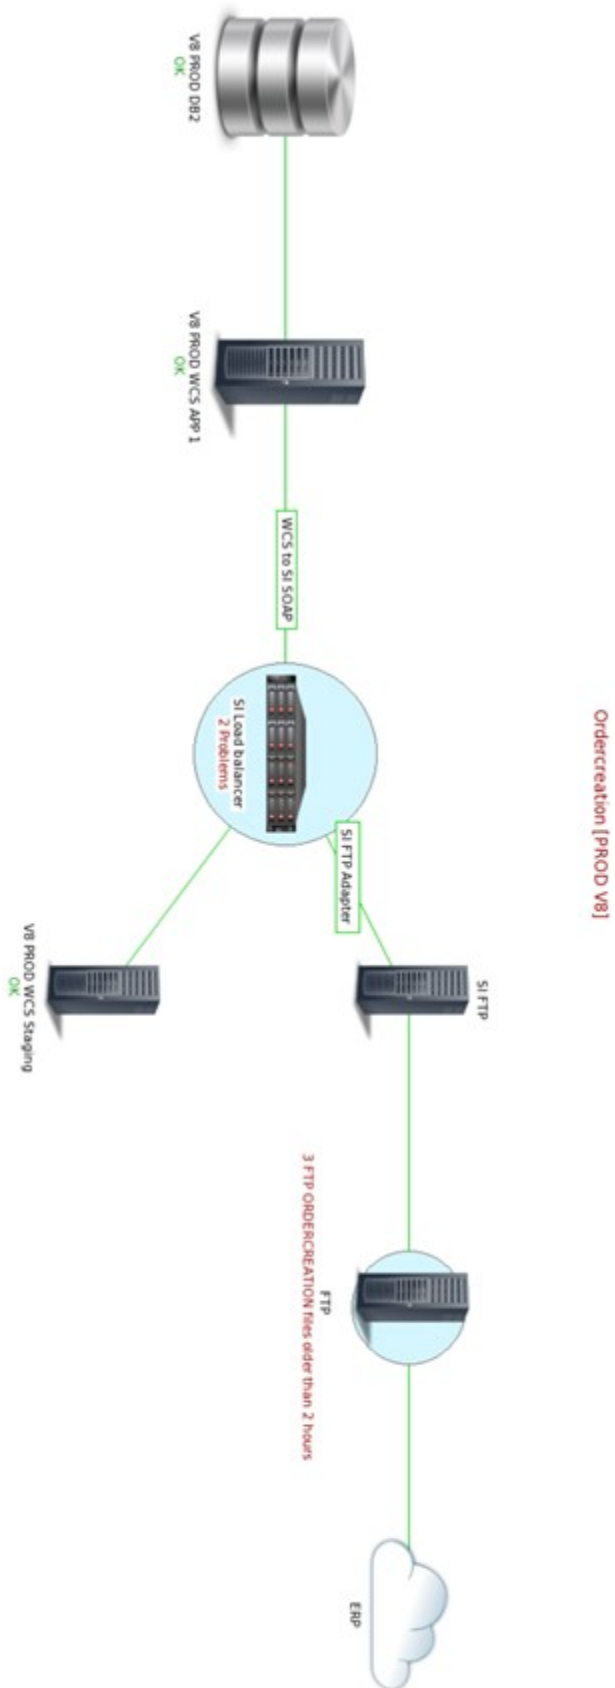 Ordercreation [PROD V8]
V8 PROD DB2
OK
V8 PROD WCS APP 1
OK
WCS to SI SOAP
SI Load balancer
2 Problems
SI FTP Adapter
SI FTP
V8 PROD WCS Staging
OK
FTP
3 FTP ORDERCREATION files older than 2 hours
ERP